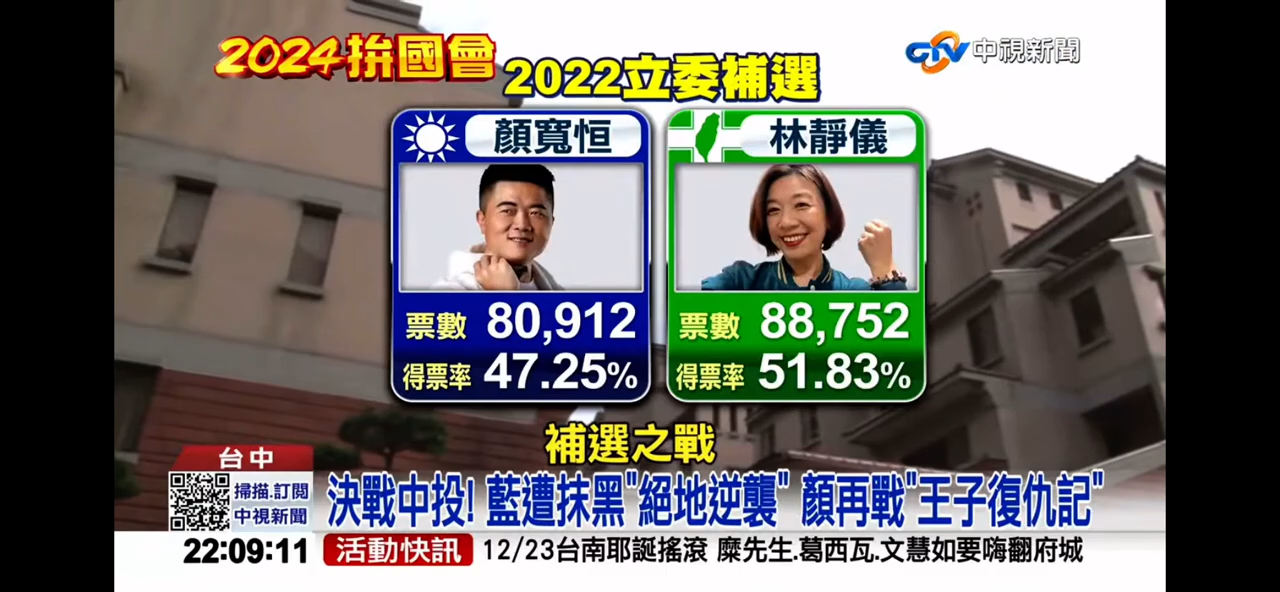 2024拚國會
CTV中視新聞
2022立委補選
顏寬恒
林靜儀
票數 80,912
得票率 47.25%
票數 88,752
得票率 51.83%
補選之戰
台中
掃描.訂閱
中視新聞
決戰中投! 藍遭抹黑"絕地逆襲" 顏再戰"王子復仇記"
22:09:11
活動快訊
12/23台南耶誕搖滾 糜先生.葛西瓦.文慧如要嗨翻府城